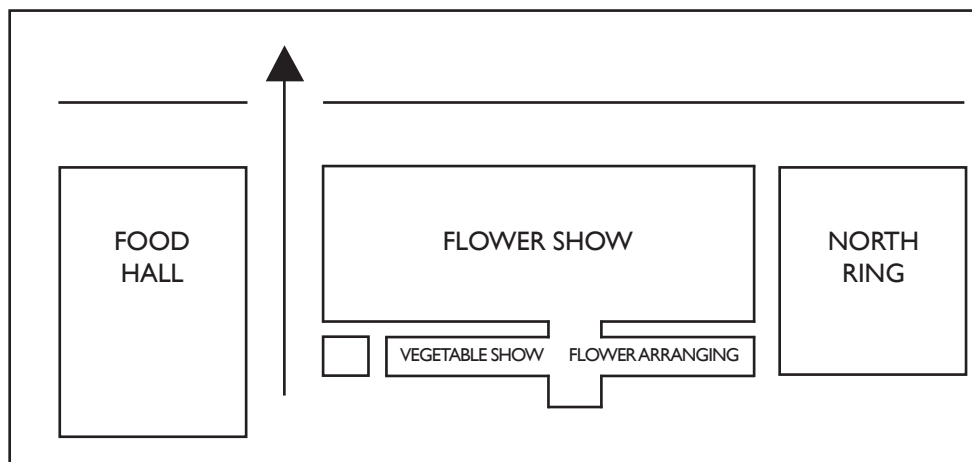 FOOD
HALL
FLOWER SHOW
NORTH
RING
VEGETABLE SHOW
FLOWER ARRANGING